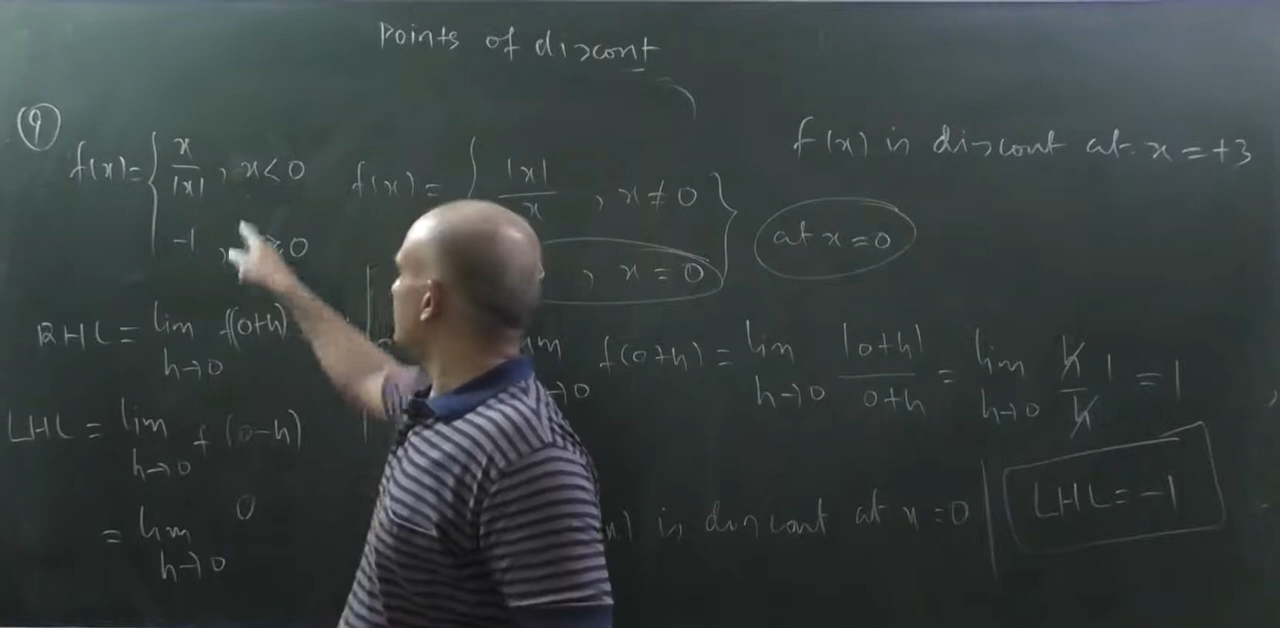 Points of discont
f(x) is discont at x = +3
9
f(x) = { x/|x| , x < 0
-1 , ≥ 0
RHL = lim h→0 f(0+h)
LHL = lim h→0 f(0-h)
= lim h→0 0
f(x) = { |x|/x , x ≠ 0
, x = 0 }
at x = 0
lim h→0 f(0+h) = lim h→0 |0+h|/0+h = lim h→0 h/h 1 = 1
is discont at x = 0
LHL = -1